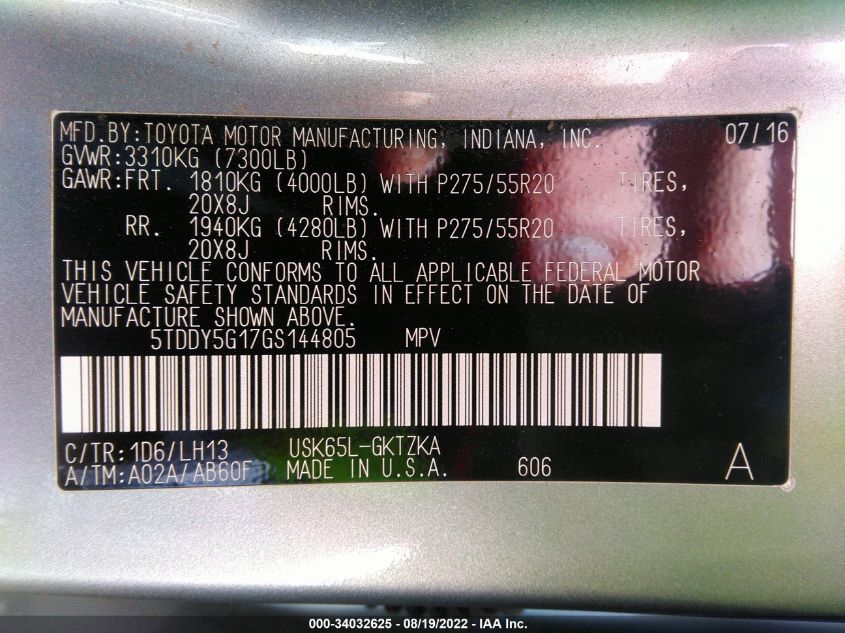 MFD.BY:TOYOTA MOTOR MANUFACTURING, INDIANA, INC. 07/16
GVWR:3310KG (7300LB)
GAWR:FRT. 1810KG (4000LB) WITH P275/55R20 TIRES,
20X8J RIMS.
RR. 1940KG (4280LB) WITH P275/55R20 TIRES,
20X8J RIMS.
THIS VEHICLE CONFORMS TO ALL APPLICABLE FEDERAL MOTOR
VEHICLE SAFETY STANDARDS IN EFFECT ON THE DATE OF
MANUFACTURE SHOWN ABOVE.
5TDDY5G17GS144805 MPV
C/TR:1D6/LH13 USK65L-GKTZKA
A/TM:A02A/AB60F MADE IN U.S.A. 606 A
000-34032625 - 08/19/2022 - IAA Inc.